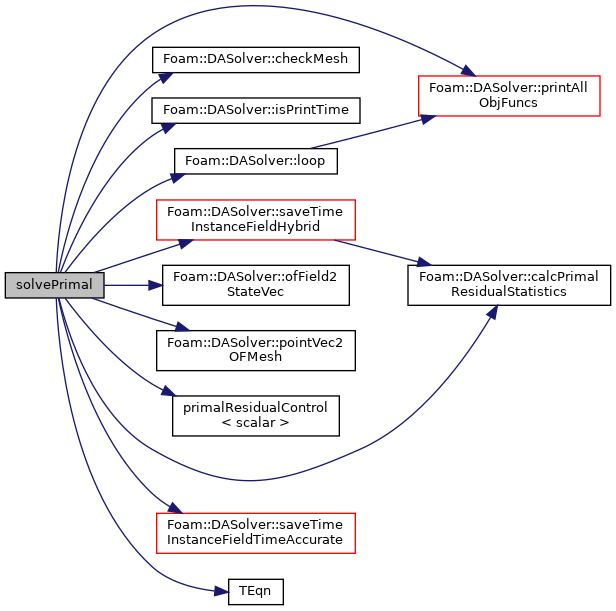 solvePrimal
Foam::DASolver::checkMesh
Foam::DASolver::isPrintTime
Foam::DASolver::loop
Foam::DASolver::saveTime
InstanceFieldHybrid
Foam::DASolver::ofField2
StateVec
Foam::DASolver::pointVec2
OFMesh
primalResidualControl
< scalar >
Foam::DASolver::saveTime
InstanceFieldTimeAccurate
TEqn
Foam::DASolver::printAll
ObjFuncs
Foam::DASolver::calcPrimal
ResidualStatistics